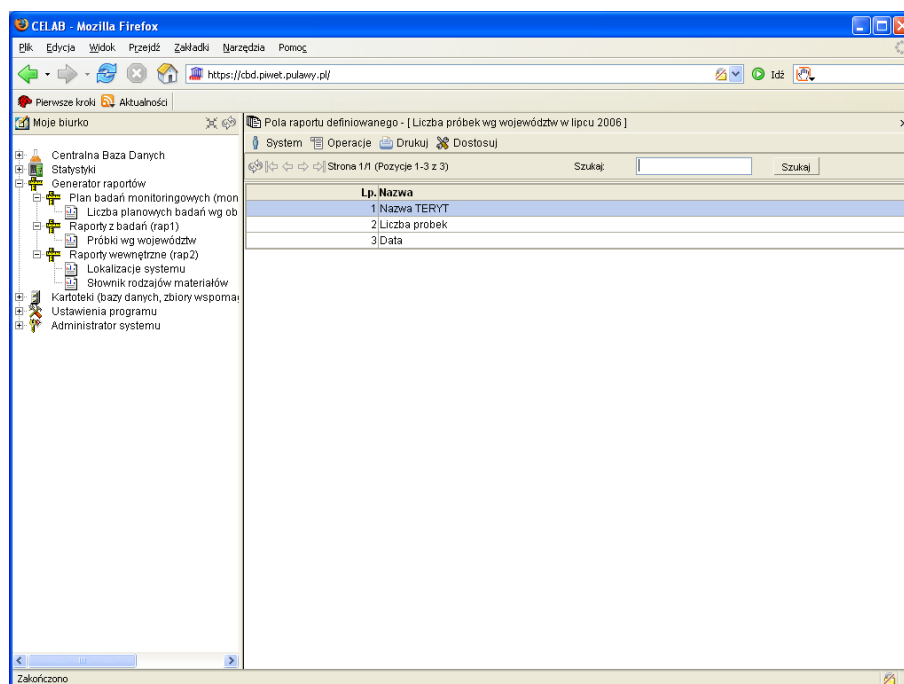 CELAB - Mozilla Firefox
Plik Edycja Widok Przejdź Zakładki Narzędzia Pomoc
https://cbd.piwet.pulawy.pl/ Idź
Pierwsze kroki Aktualności
Moje biurko
Centralna Baza Danych
Statystyki
Generator raportów
Plan badań monitoringowych (mon
Liczba planowych badań wg ob
Raporty z badań (rap1)
Próbki wg województw
Raporty wewnętrzne (rap2)
Lokalizacje systemu
Słownik rodzajów materiałów
Kartoteki (bazy danych, zbiory wspomag
Ustawienia programu
Administrator systemu
Pola raportu definiowanego - [ Liczba próbek wg województw w lipcu 2006 ]
System Operacje Drukuj Dostosuj
Strona 1/1 (Pozycje 1-3 z 3) Szukaj: Szukaj
Lp. Nazwa
1 Nazwa TERYT
2 Liczba probek
3 Data
Zakończono